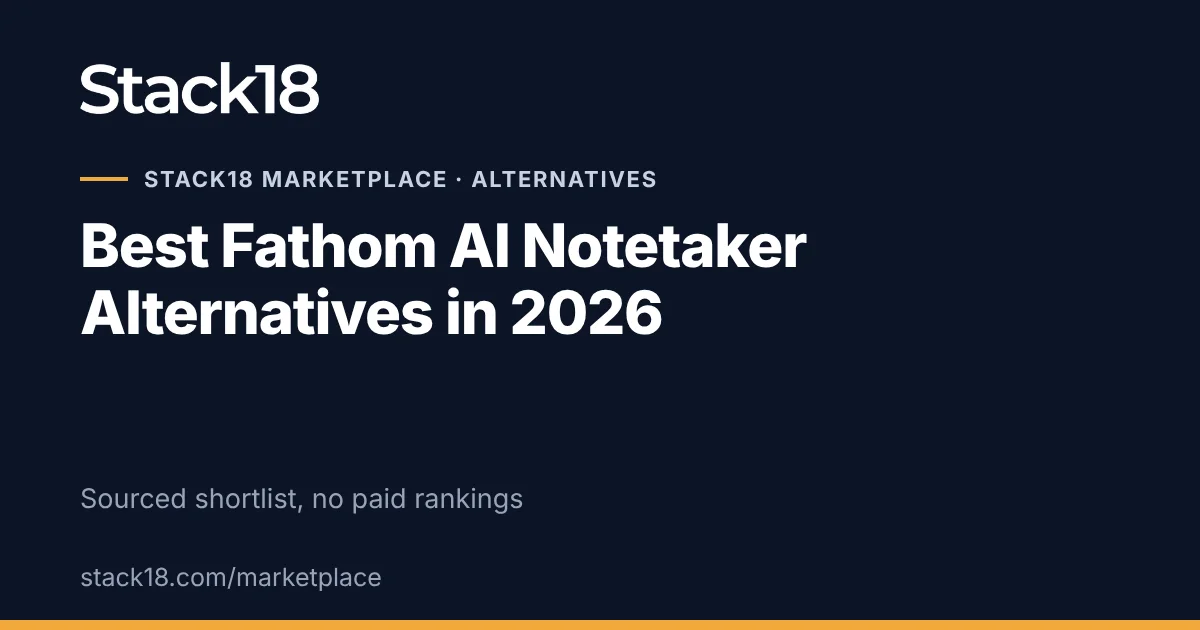 Stack18
STACK18 MARKETPLACE · ALTERNATIVES
Best Fathom AI Notetaker
Alternatives in 2026
Sourced shortlist, no paid rankings
stack18.com/marketplace